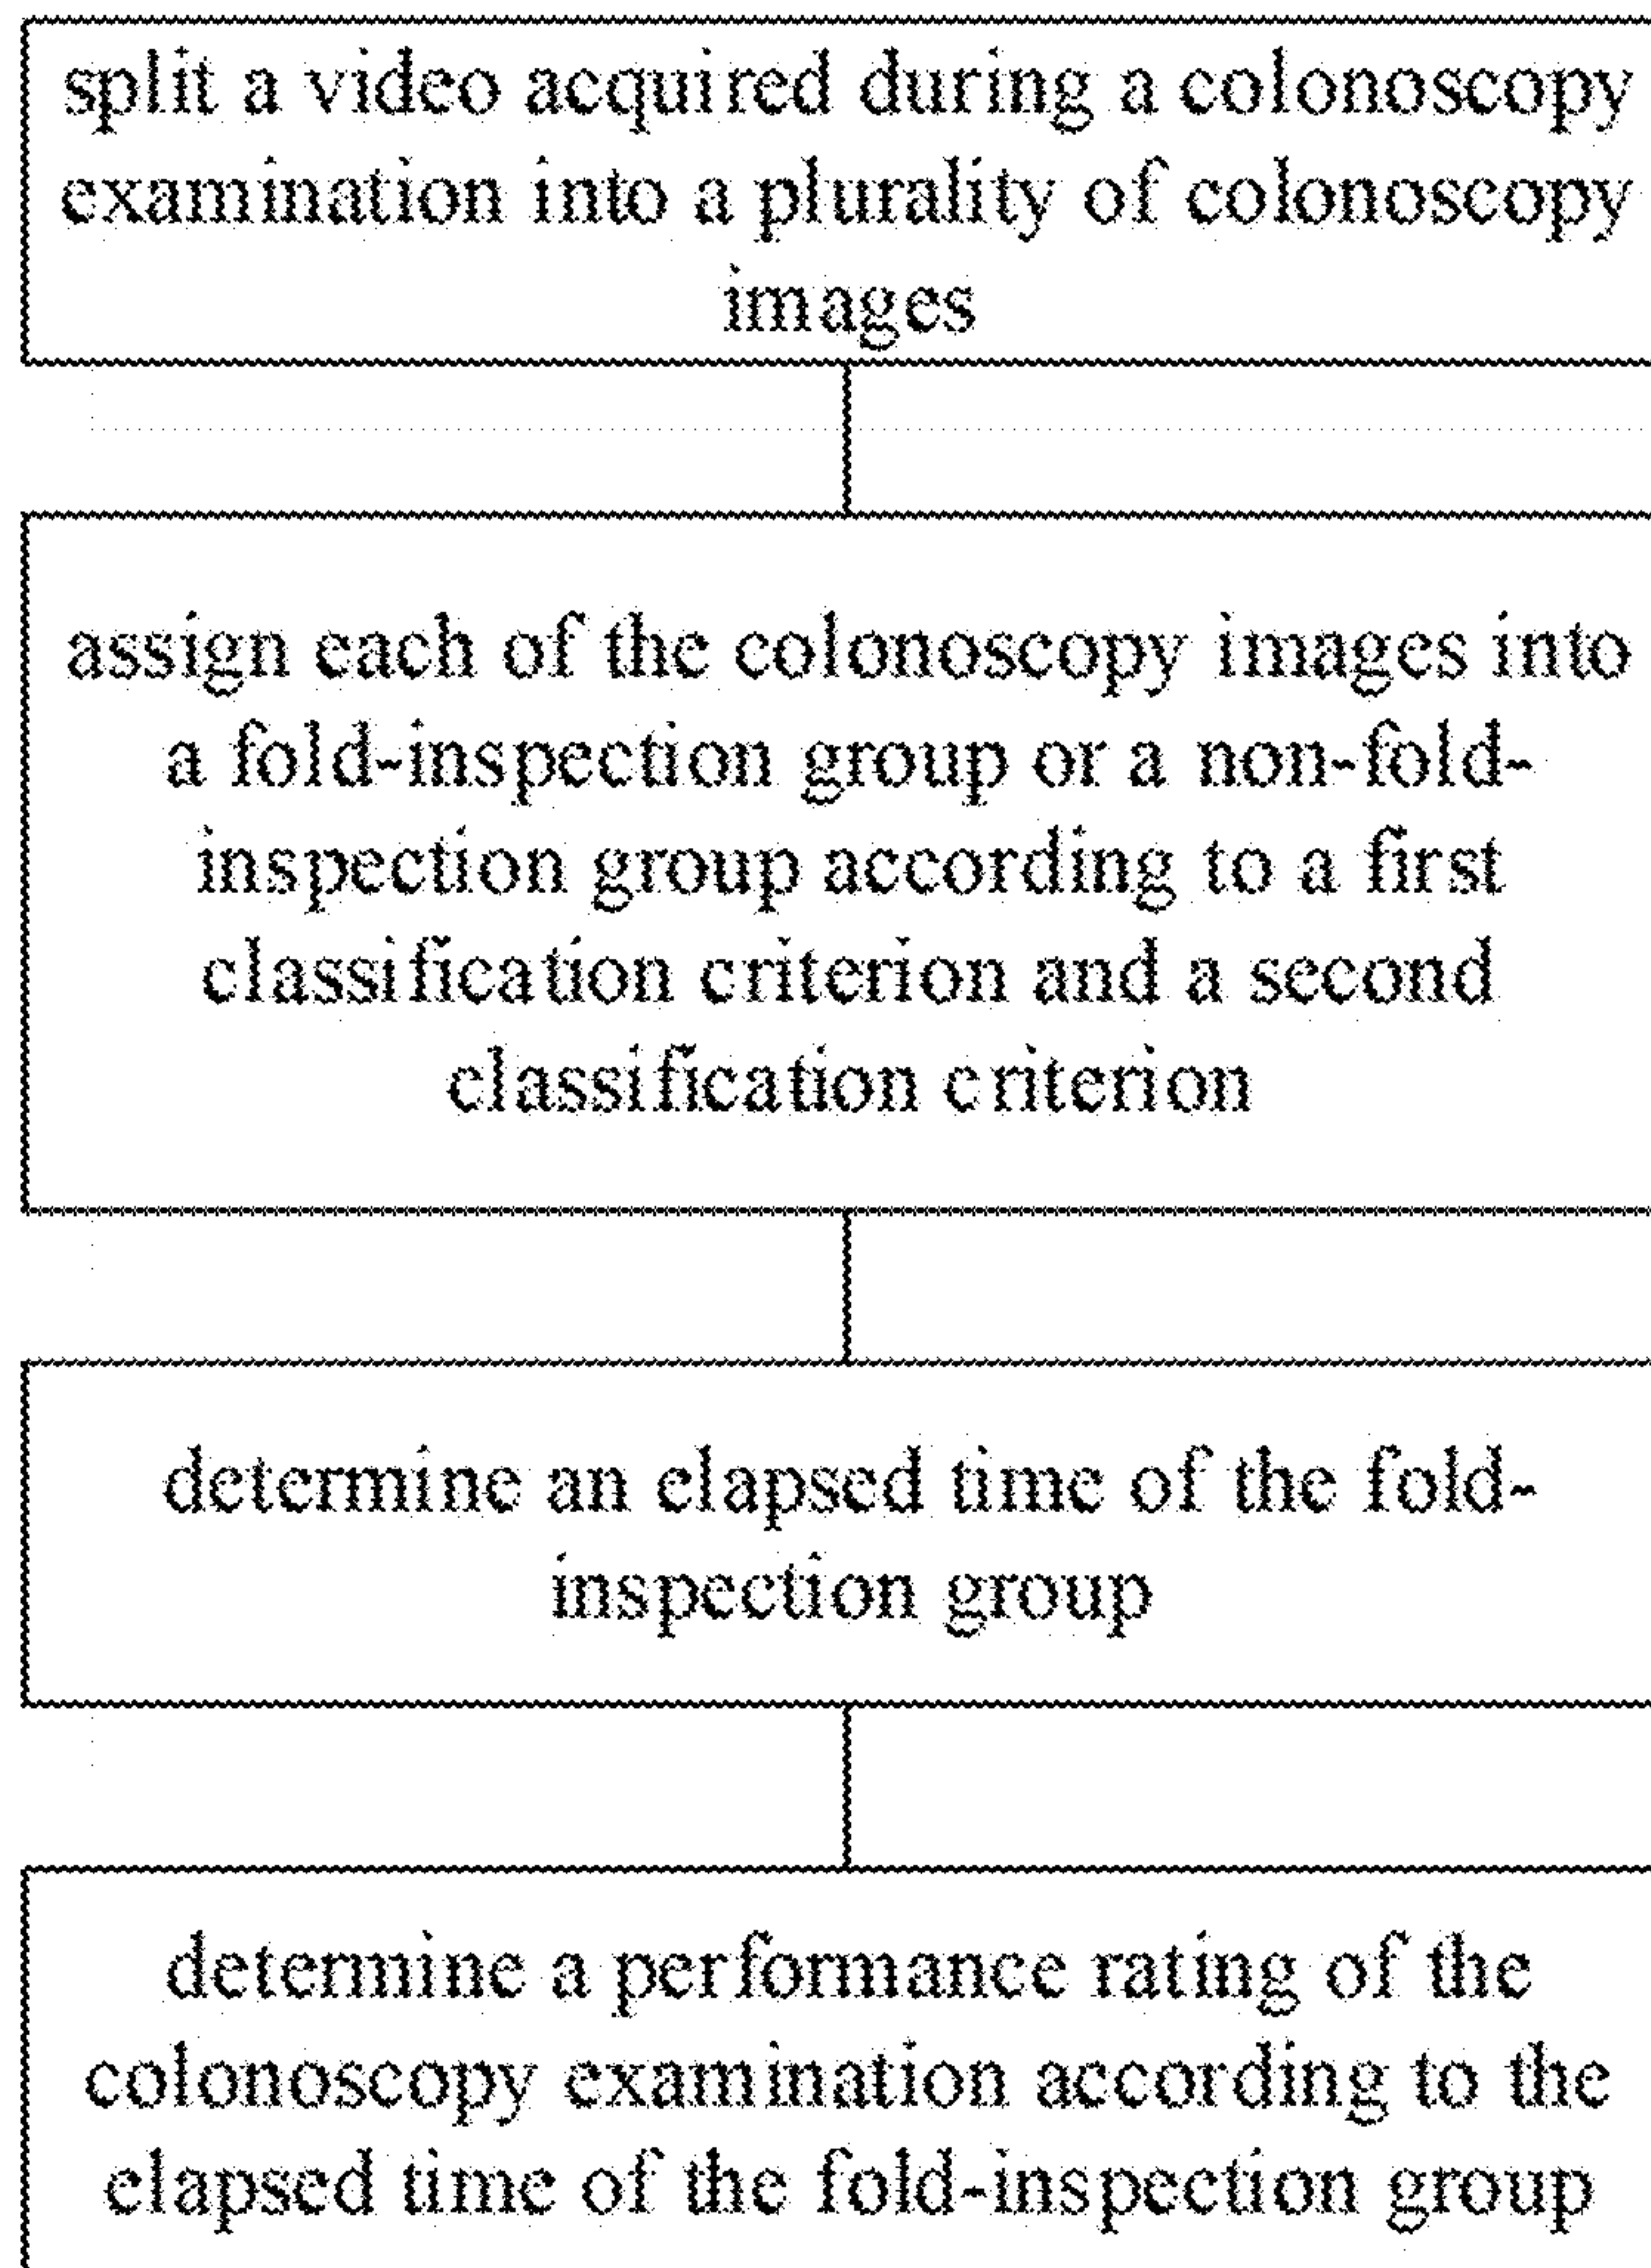 split a video acquired during a colonoscopy
examination into a plurality of colonoscopy
images
assign each of the colonoscopy images into
a fold-inspection group or a non-fold-
inspection group according to a first
classification criterion and a second
classification criterion
determine an elapsed time of the fold-
inspection group
determine a performance rating of the
colonoscopy examination according to the
elapsed time of the fold-inspection group